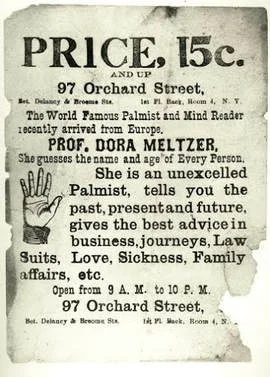 PRICE, 15c.
AND UP
97 Orchard Street,
Bet. Delancy & Broome Sts. 1st Fl. Back, Room 4, N. Y.
The World Famous Palmist and Mind Reader
recently arrived from Europe.
PROF. DORA MELTZER,
She guesses the name and age of Every Person.
She is an unexcelled
Palmist, tells you the
past, present and future,
gives the best advice in
business, journeys, Law
Suits, Love, Sickness, Family
affairs, etc.
Open from 9 A. M. to 10 P. M.
97 Orchard Street,
Bet. Delancy & Broome Sts. 1st Fl. Back, Room 4, N.